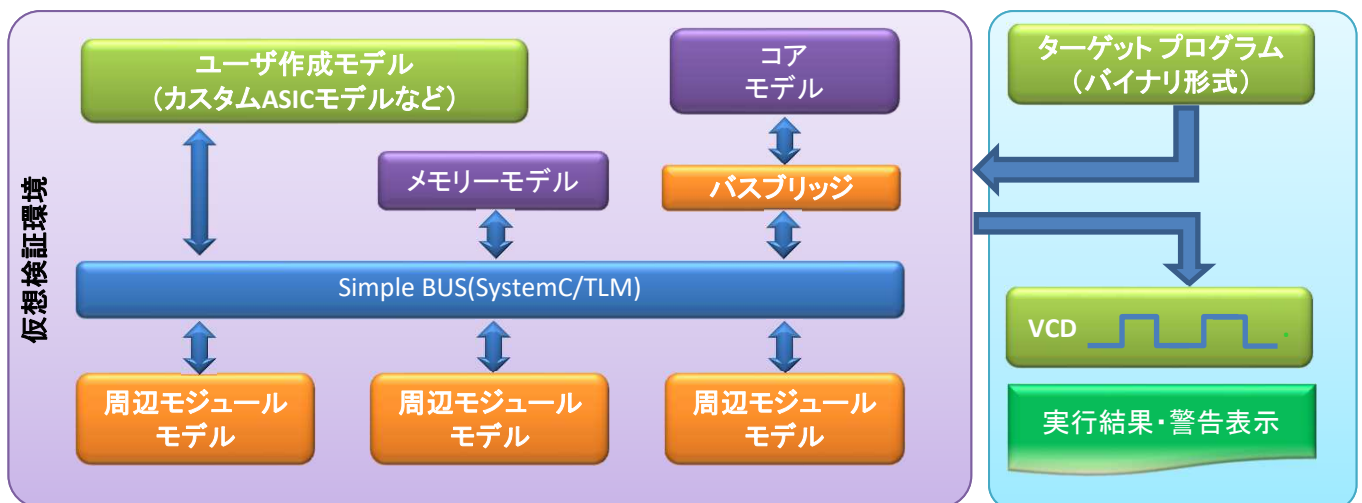 仮想検証環境
ユーザ作成モデル
（カスタムASICモデルなど）
コア
モデル
メモリーモデル
バスブリッジ
Simple BUS(SystemC/TLM)
周辺モジュール
モデル
周辺モジュール
モデル
周辺モジュール
モデル
ターゲット プログラム
（バイナリ形式）
VCD
実行結果・警告表示